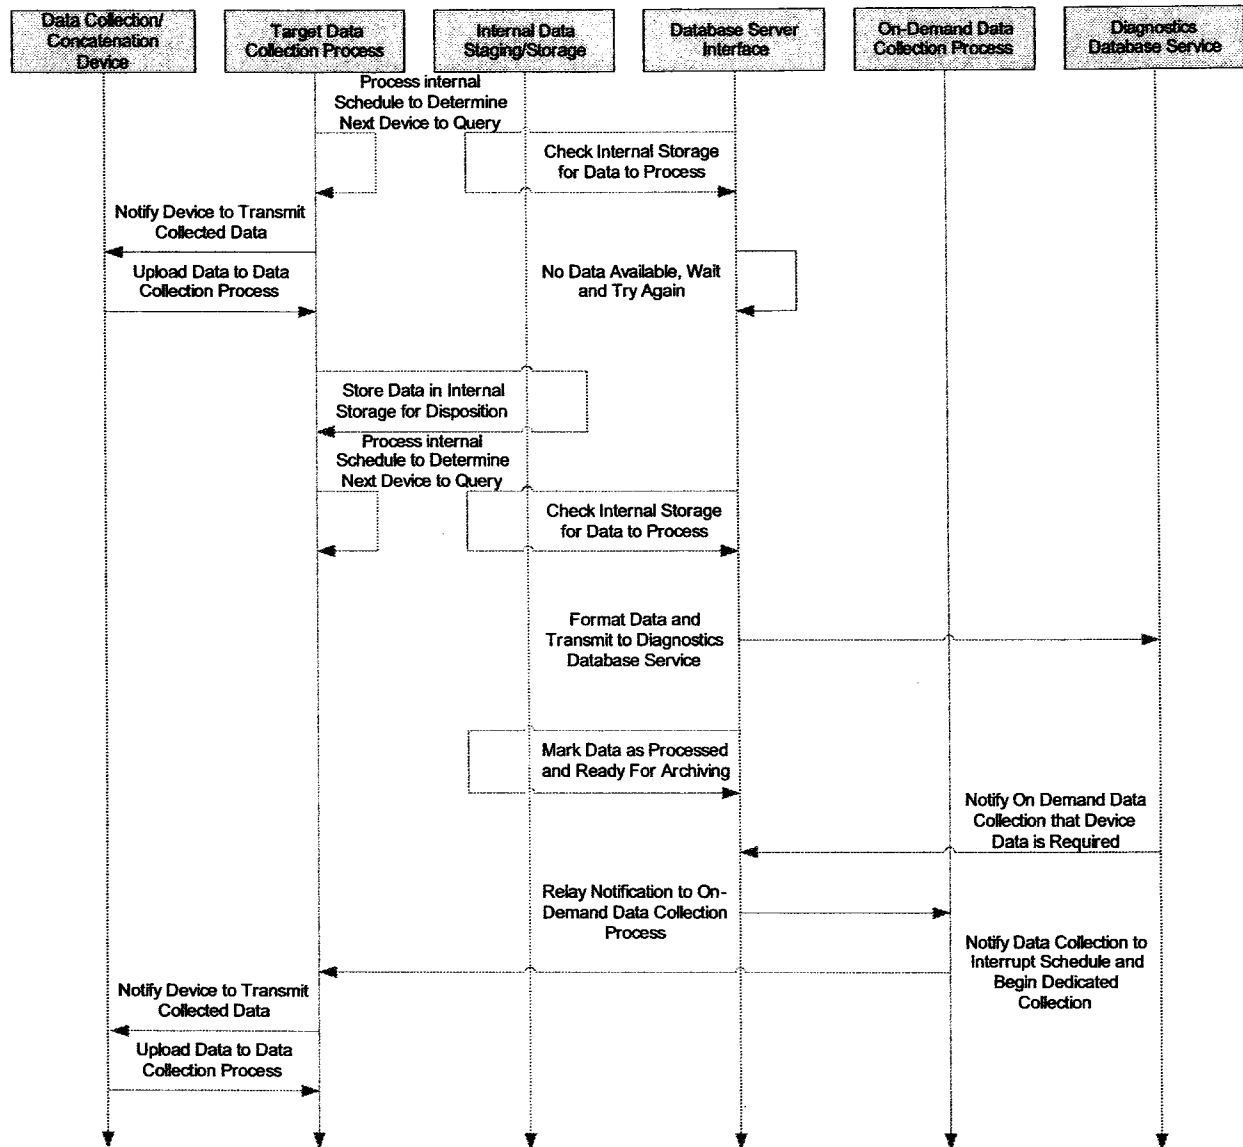 Data Collection/
Concatenation
Device
Target Data
Collection Process
Internal Data
Staging/Storage
Database Server
Interface
On-Demand Data
Collection Process
Diagnostics
Database Service
Process internal
Schedule to Determine
Next Device to Query
Check Internal Storage
for Data to Process
Notify Device to Transmit
Collected Data
Upload Data to Data
Collection Process
No Data Available, Wait
and Try Again
Store Data in Internal
Storage for Disposition
Process internal
Schedule to Determine
Next Device to Query
Check Internal Storage
for Data to Process
Format Data and
Transmit to Diagnostics
Database Service
Mark Data as Processed
and Ready For Archiving
Notify On Demand Data
Collection that Device
Data is Required
Relay Notification to On-
Demand Data Collection
Process
Notify Data Collection to
Interrupt Schedule and
Begin Dedicated
Collection
Notify Device to Transmit
Collected Data
Upload Data to Data
Collection Process